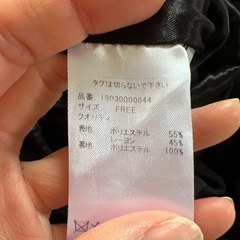 タグは切らないで下さい
品番 19030000044
サイズ FREE
クオリティ
表地 ポリエステル 55%
レーヨン 45%
裏地 ポリエステル 100%